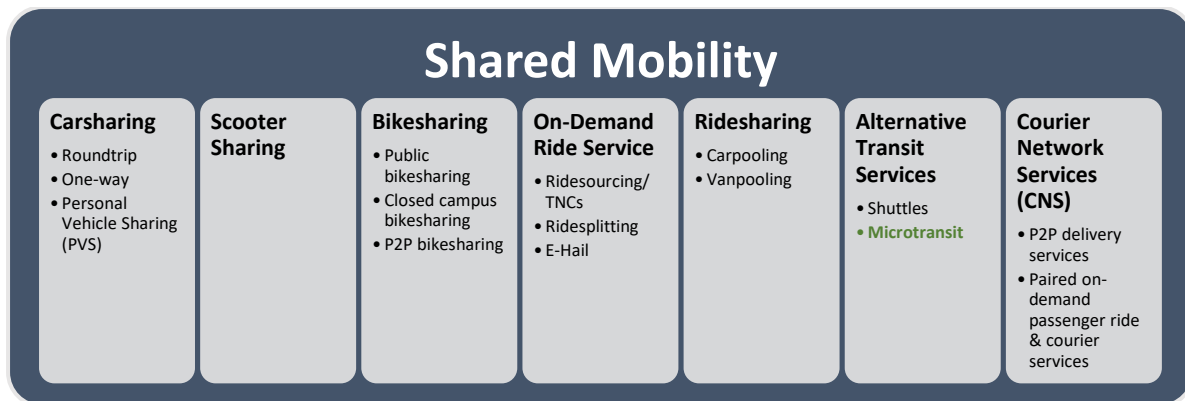 Shared Mobility
Carsharing
• Roundtrip
• One-way
• Personal
Vehicle Sharing
(PVS)
Scooter
Sharing
Bikesharing
• Public
bikesharing
• Closed campus
bikesharing
• P2P bikesharing
On-Demand
Ride Service
• Ridesourcing/
TNCs
• Ridesplitting
• E-Hail
Ridesharing
• Carpooling
• Vanpooling
Alternative
Transit
Services
• Shuttles
• Microtransit
Courier
Network
Services
(CNS)
• P2P delivery
services
• Paired on-
demand
passenger ride
& courier
services